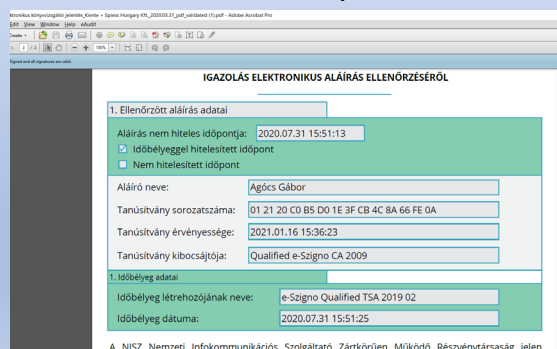 ktronikus könyvvizsgálói jelentés_Kiemle + Spiess Hungary Kft_2020.03.31_pdf_validated (1).pdf - Adobe Acrobat Pro
Edit View Window Help eAudit
Create
2 / 2
Signed and all signatures are valid.
IGAZOLÁS ELEKTRONIKUS ALÁÍRÁS ELLENŐRZÉSÉRŐL
1. Ellenőrzött aláírás adatai
Aláírás nem hiteles időpontja: 2020.07.31 15:51:13
Időbélyeggel hitelesített időpont
Nem hitelesített időpont
Aláíró neve: Agócs Gábor
Tanúsítvány sorozatszáma: 01 21 20 C0 B5 D0 1E 3F CB 4C 8A 66 FE 0A
Tanúsítvány érvényessége: 2021.01.16 15:36:23
Tanúsítvány kibocsájtója: Qualified e-Szigno CA 2009
1. Időbélyeg adatai
Időbélyeg létrehozójának neve: e-Szigno Qualified TSA 2019 02
Időbélyeg dátuma: 2020.07.31 15:51:25
A NISZ Nemzeti Infokommunikációs Szolgáltató Zártkörűen Működő Részvénytársaság jelen